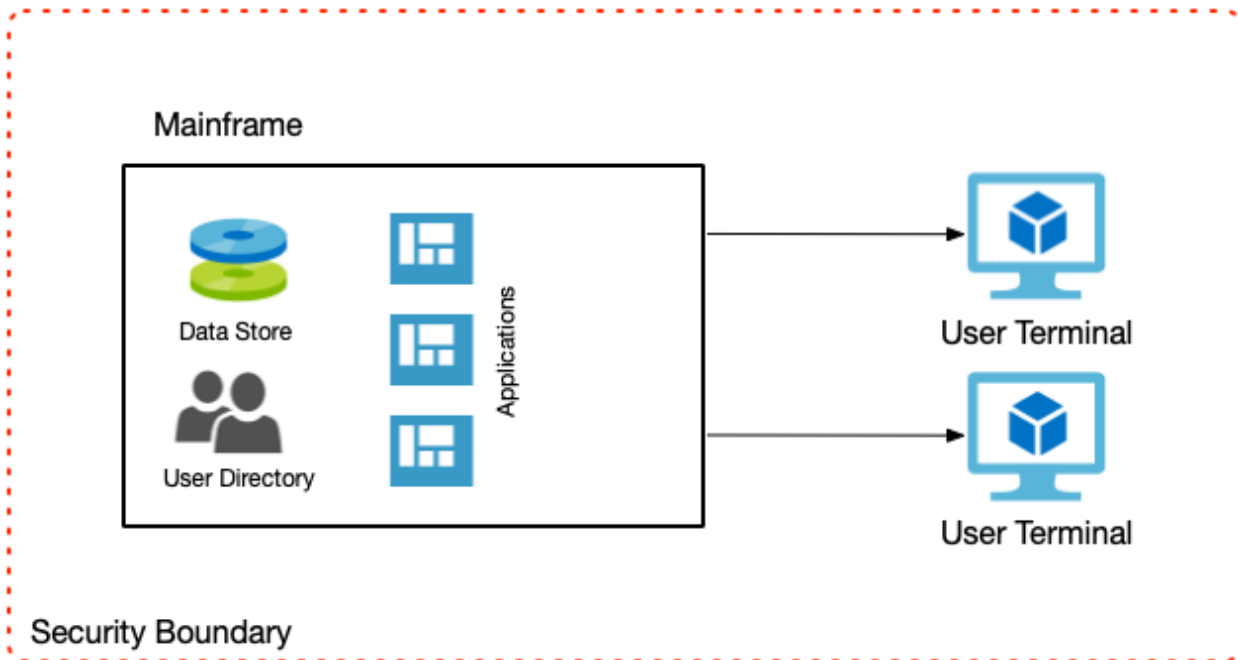 Mainframe
Data Store
User Directory
Applications
User Terminal
User Terminal
Security Boundary